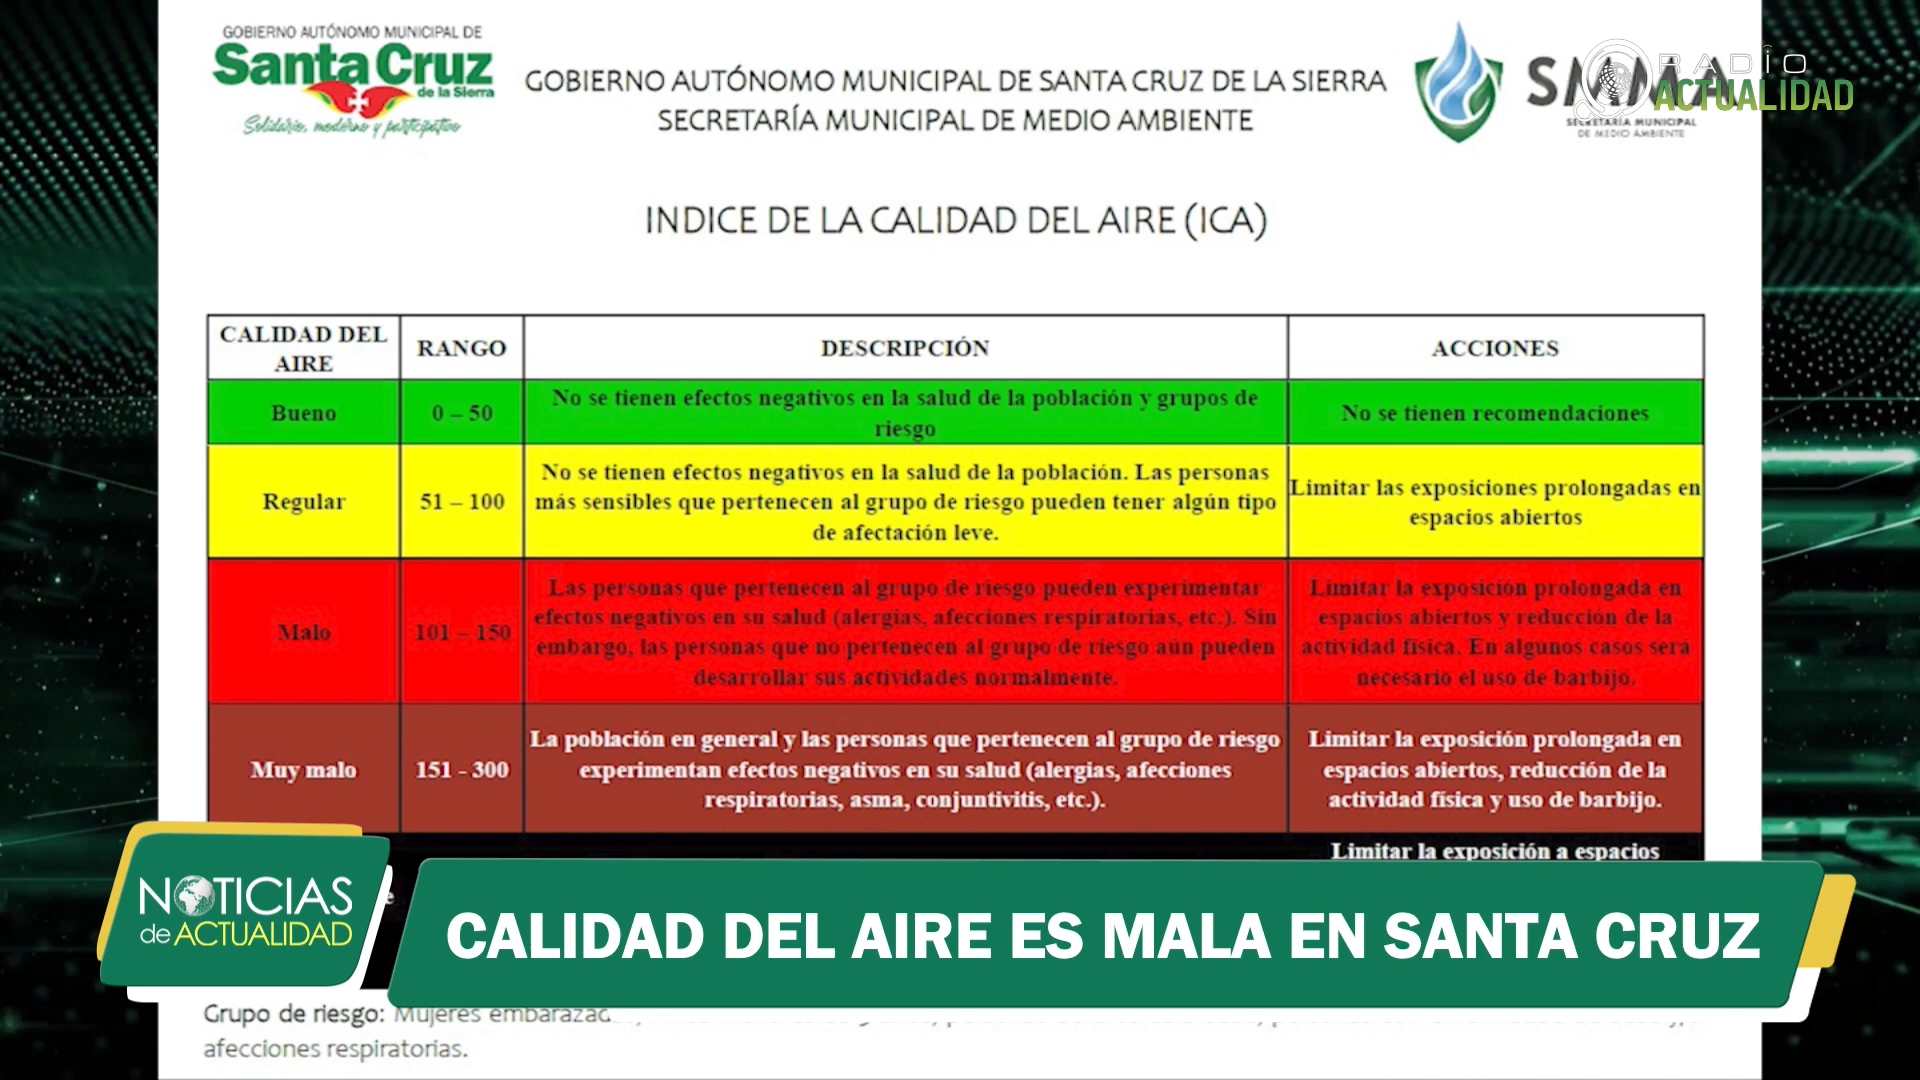 GOBIERNO AUTÓNOMO MUNICIPAL DE
Santa Cruz
de la Sierra
Solidario, moderno y participativo
GOBIERNO AUTÓNOMO MUNICIPAL DE SANTA CRUZ DE LA SIERRA
SECRETARÍA MUNICIPAL DE MEDIO AMBIENTE
SMMA
SECRETARÍA MUNICIPAL
DE MEDIO AMBIENTE
RADIO
ACTUALIDAD
INDICE DE LA CALIDAD DEL AIRE (ICA)
CALIDAD DEL
AIRE
RANGO
DESCRIPCIÓN
ACCIONES
Bueno
0 – 50
No se tienen efectos negativos en la salud de la población y grupos de
riesgo
No se tienen recomendaciones
Regular
51 – 100
No se tienen efectos negativos en la salud de la población. Las personas
más sensibles que pertenecen al grupo de riesgo pueden tener algún tipo
de afectación leve.
Limitar las exposiciones prolongadas en
espacios abiertos
Malo
101 – 150
Las personas que pertenecen al grupo de riesgo pueden experimentar
efectos negativos en su salud (alergias, afecciones respiratorias, etc.). Sin
embargo, las personas que no pertenecen al grupo de riesgo aún pueden
desarrollar sus actividades normalmente.
Limitar la exposición prolongada en
espacios abiertos y reducción de la
actividad física. En algunos casos será
necesario el uso de barbijo.
Muy malo
151 - 300
La población en general y las personas que pertenecen al grupo de riesgo
experimentan efectos negativos en su salud (alergias, afecciones
respiratorias, asma, conjuntivitis, etc.).
Limitar la exposición prolongada en
espacios abiertos, reducción de la
actividad física y uso de barbijo.
Limitar la exposición a espacios
NOTICIAS
de ACTUALIDAD
CALIDAD DEL AIRE ES MALA EN SANTA CRUZ
Grupo de riesgo: Mujeres
afecciones respiratorias.